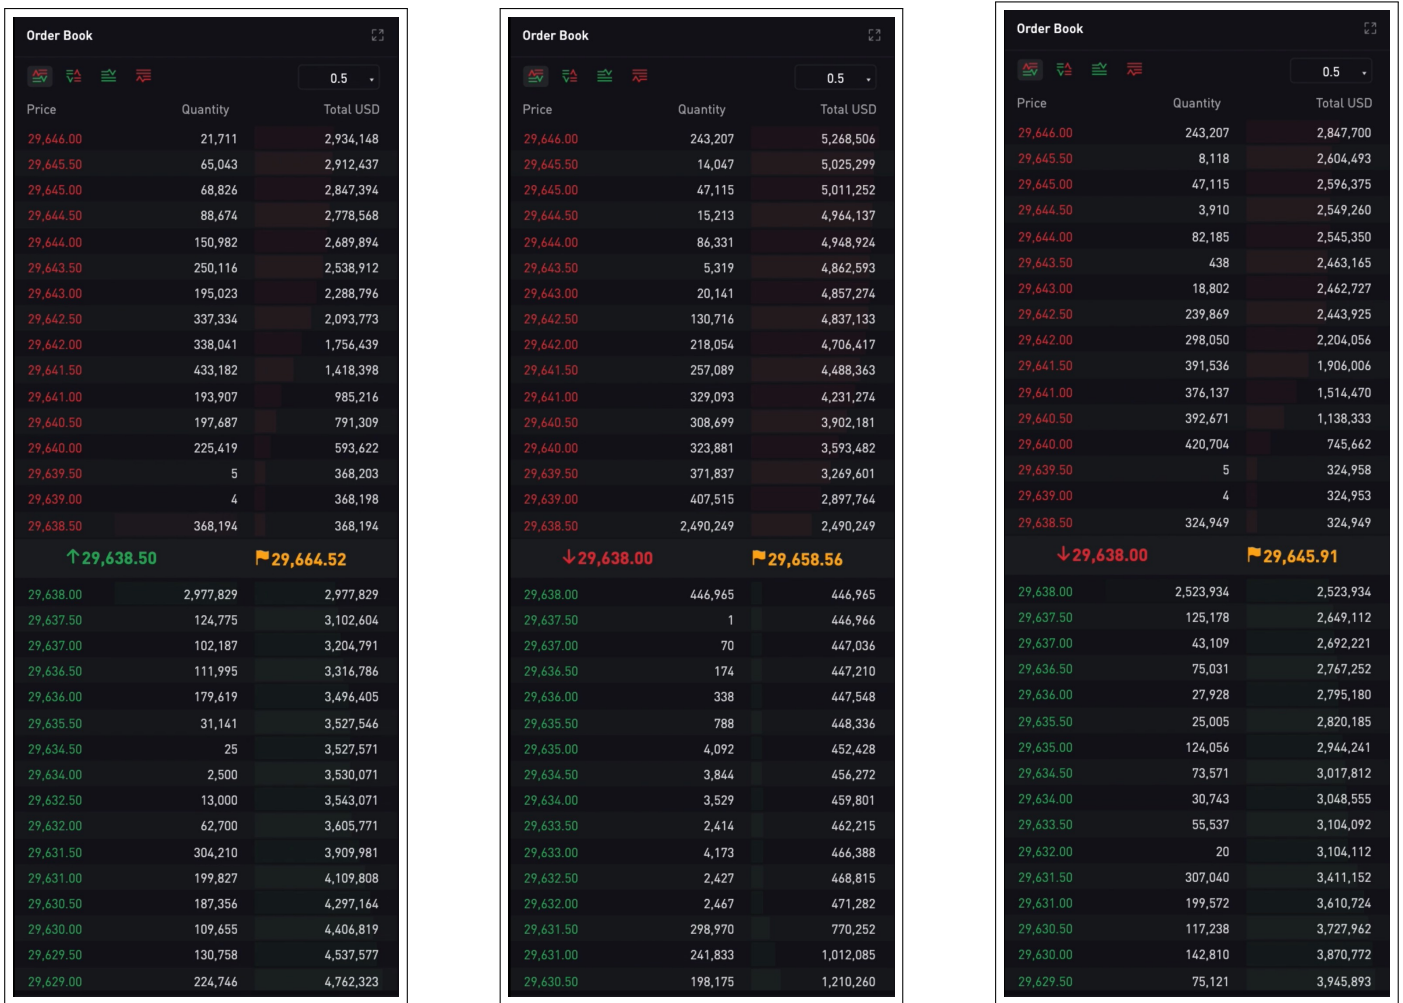 Order Book
0.5
Price Quantity Total USD
29,646.00 21,711 2,934,148
29,645.50 65,043 2,912,437
29,645.00 68,826 2,847,394
29,644.50 88,674 2,778,568
29,644.00 150,982 2,689,894
29,643.50 250,116 2,538,912
29,643.00 195,023 2,288,796
29,642.50 337,334 2,093,773
29,642.00 338,041 1,756,439
29,641.50 433,182 1,418,398
29,641.00 193,907 985,216
29,640.50 197,687 791,309
29,640.00 225,419 593,622
29,639.50 5 368,203
29,639.00 4 368,198
29,638.50 368,194 368,194
↑29,638.50 29,664.52
29,638.00 2,977,829 2,977,829
29,637.50 124,775 3,102,604
29,637.00 102,187 3,204,791
29,636.50 111,995 3,316,786
29,636.00 179,619 3,496,405
29,635.50 31,141 3,527,546
29,634.50 25 3,527,571
29,634.00 2,500 3,530,071
29,632.50 13,000 3,543,071
29,632.00 62,700 3,605,771
29,631.50 304,210 3,909,981
29,631.00 199,827 4,109,808
29,630.50 187,356 4,297,164
29,630.00 109,655 4,406,819
29,629.50 130,758 4,537,577
29,629.00 224,746 4,762,323
Order Book
0.5
Price Quantity Total USD
29,646.00 243,207 5,268,506
29,645.50 14,047 5,025,299
29,645.00 47,115 5,011,252
29,644.50 15,213 4,964,137
29,644.00 86,331 4,948,924
29,643.50 5,319 4,862,593
29,643.00 20,141 4,857,274
29,642.50 130,716 4,837,133
29,642.00 218,054 4,706,417
29,641.50 257,089 4,488,363
29,641.00 329,093 4,231,274
29,640.50 308,699 3,902,181
29,640.00 323,881 3,593,482
29,639.50 371,837 3,269,601
29,639.00 407,515 2,897,764
29,638.50 2,490,249 2,490,249
↓29,638.00 29,658.56
29,638.00 446,965 446,965
29,637.50 1 446,966
29,637.00 70 447,036
29,636.50 174 447,210
29,636.00 338 447,548
29,635.50 788 448,336
29,635.00 4,092 452,428
29,634.50 3,844 456,272
29,634.00 3,529 459,801
29,633.50 2,414 462,215
29,633.00 4,173 466,388
29,632.50 2,427 468,815
29,632.00 2,467 471,282
29,631.50 298,970 770,252
29,631.00 241,833 1,012,085
29,630.50 198,175 1,210,260
Order Book
0.5
Price Quantity Total USD
29,646.00 243,207 2,847,700
29,645.50 8,118 2,604,493
29,645.00 47,115 2,596,375
29,644.50 3,910 2,549,260
29,644.00 82,185 2,545,350
29,643.50 438 2,463,165
29,643.00 18,802 2,462,727
29,642.50 239,869 2,443,925
29,642.00 298,050 2,204,056
29,641.50 391,536 1,906,006
29,641.00 376,137 1,514,470
29,640.50 392,671 1,138,333
29,640.00 420,704 745,662
29,639.50 5 324,958
29,639.00 4 324,953
29,638.50 324,949 324,949
↓29,638.00 29,645.91
29,638.00 2,523,934 2,523,934
29,637.50 125,178 2,649,112
29,637.00 43,109 2,692,221
29,636.50 75,031 2,767,252
29,636.00 27,928 2,795,180
29,635.50 25,005 2,820,185
29,635.00 124,056 2,944,241
29,634.50 73,571 3,017,812
29,634.00 30,743 3,048,555
29,633.50 55,537 3,104,092
29,632.00 20 3,104,112
29,631.50 307,040 3,411,152
29,631.00 199,572 3,610,724
29,630.50 117,238 3,727,962
29,630.00 142,810 3,870,772
29,629.50 75,121 3,945,893